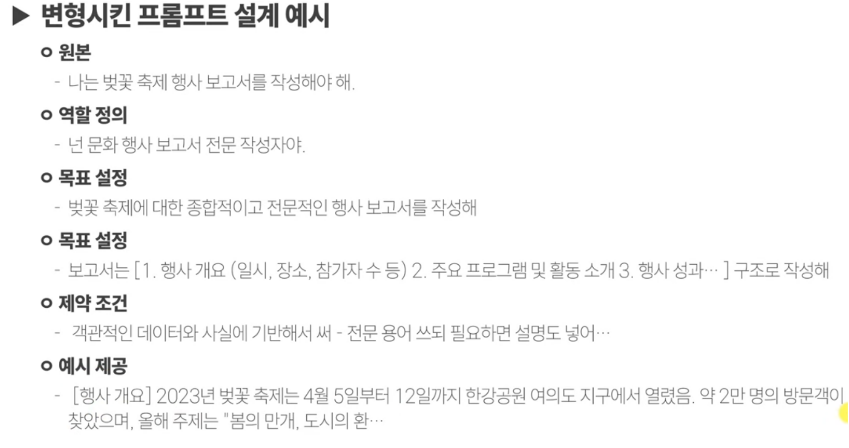 ▶ 변형시킨 프롬프트 설계 예시
ㅇ 원본
- 나는 벚꽃 축제 행사 보고서를 작성해야 해.
ㅇ 역할 정의
- 넌 문화 행사 보고서 전문 작성자야.
ㅇ 목표 설정
- 벚꽃 축제에 대한 종합적이고 전문적인 행사 보고서를 작성해
ㅇ 목표 설정
- 보고서는 [1. 행사 개요 (일시, 장소, 참가자 수 등) 2. 주요 프로그램 및 활동 소개 3. 행사 성과… ] 구조로 작성해
ㅇ 제약 조건
- 객관적인 데이터와 사실에 기반해서 써 - 전문 용어 쓰되 필요하면 설명도 넣어…
ㅇ 예시 제공
- [행사 개요] 2023년 벚꽃 축제는 4월 5일부터 12일까지 한강공원 여의도 지구에서 열렸음. 약 2만 명의 방문객이
찾았으며, 올해 주제는 "봄의 만개, 도시의 환…